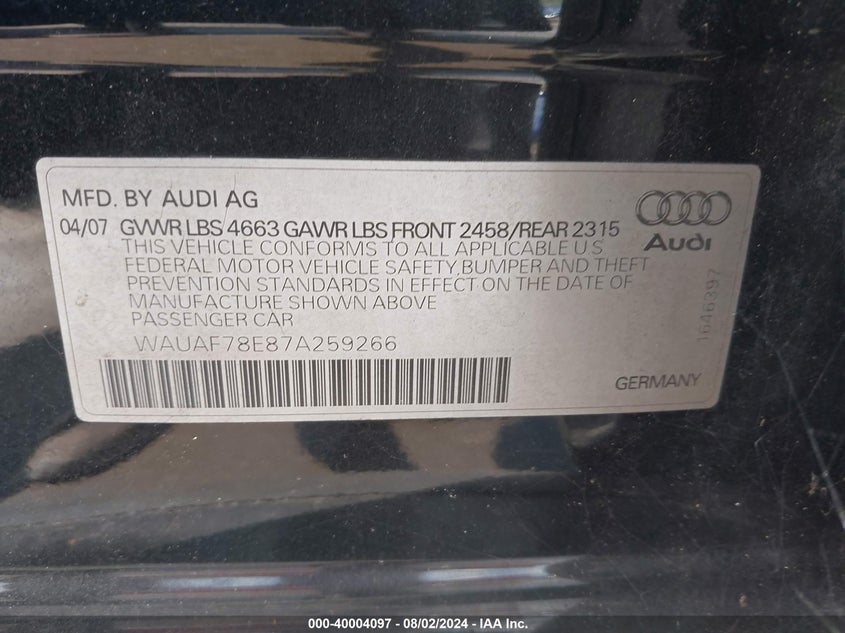 MFD. BY AUDI AG
04/07 GVWR LBS 4663 GAWR LBS FRONT 2458/REAR 2315
THIS VEHICLE CONFORMS TO ALL APPLICABLE U.S.
FEDERAL MOTOR VEHICLE SAFETY, BUMPER AND THEFT
PREVENTION STANDARDS IN EFFECT ON THE DATE OF
MANUFACTURE SHOWN ABOVE
PASSENGER CAR
WAUAF78E87A259266
Audi
1646397
GERMANY
000-40004097 - 08/02/2024 - IAA Inc.